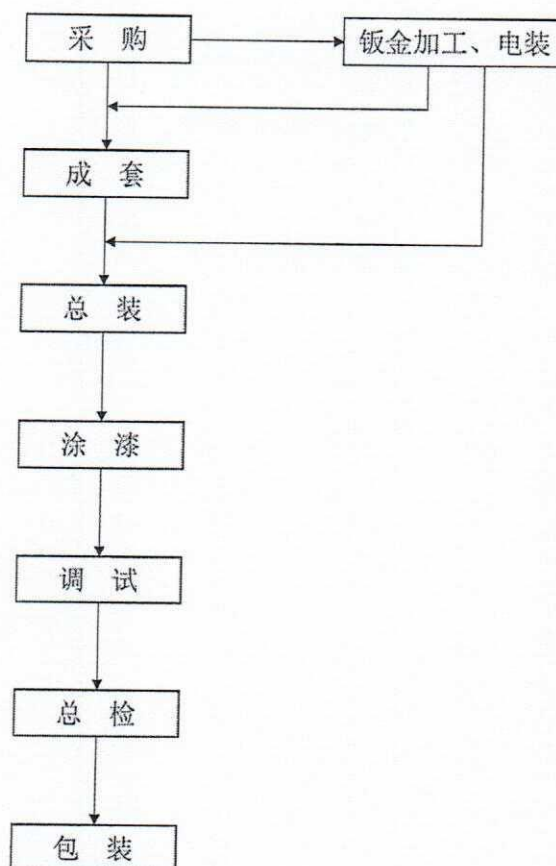 采 购
钣金加工、电装
成 套
总 装
涂 漆
调 试
总 检
包 装